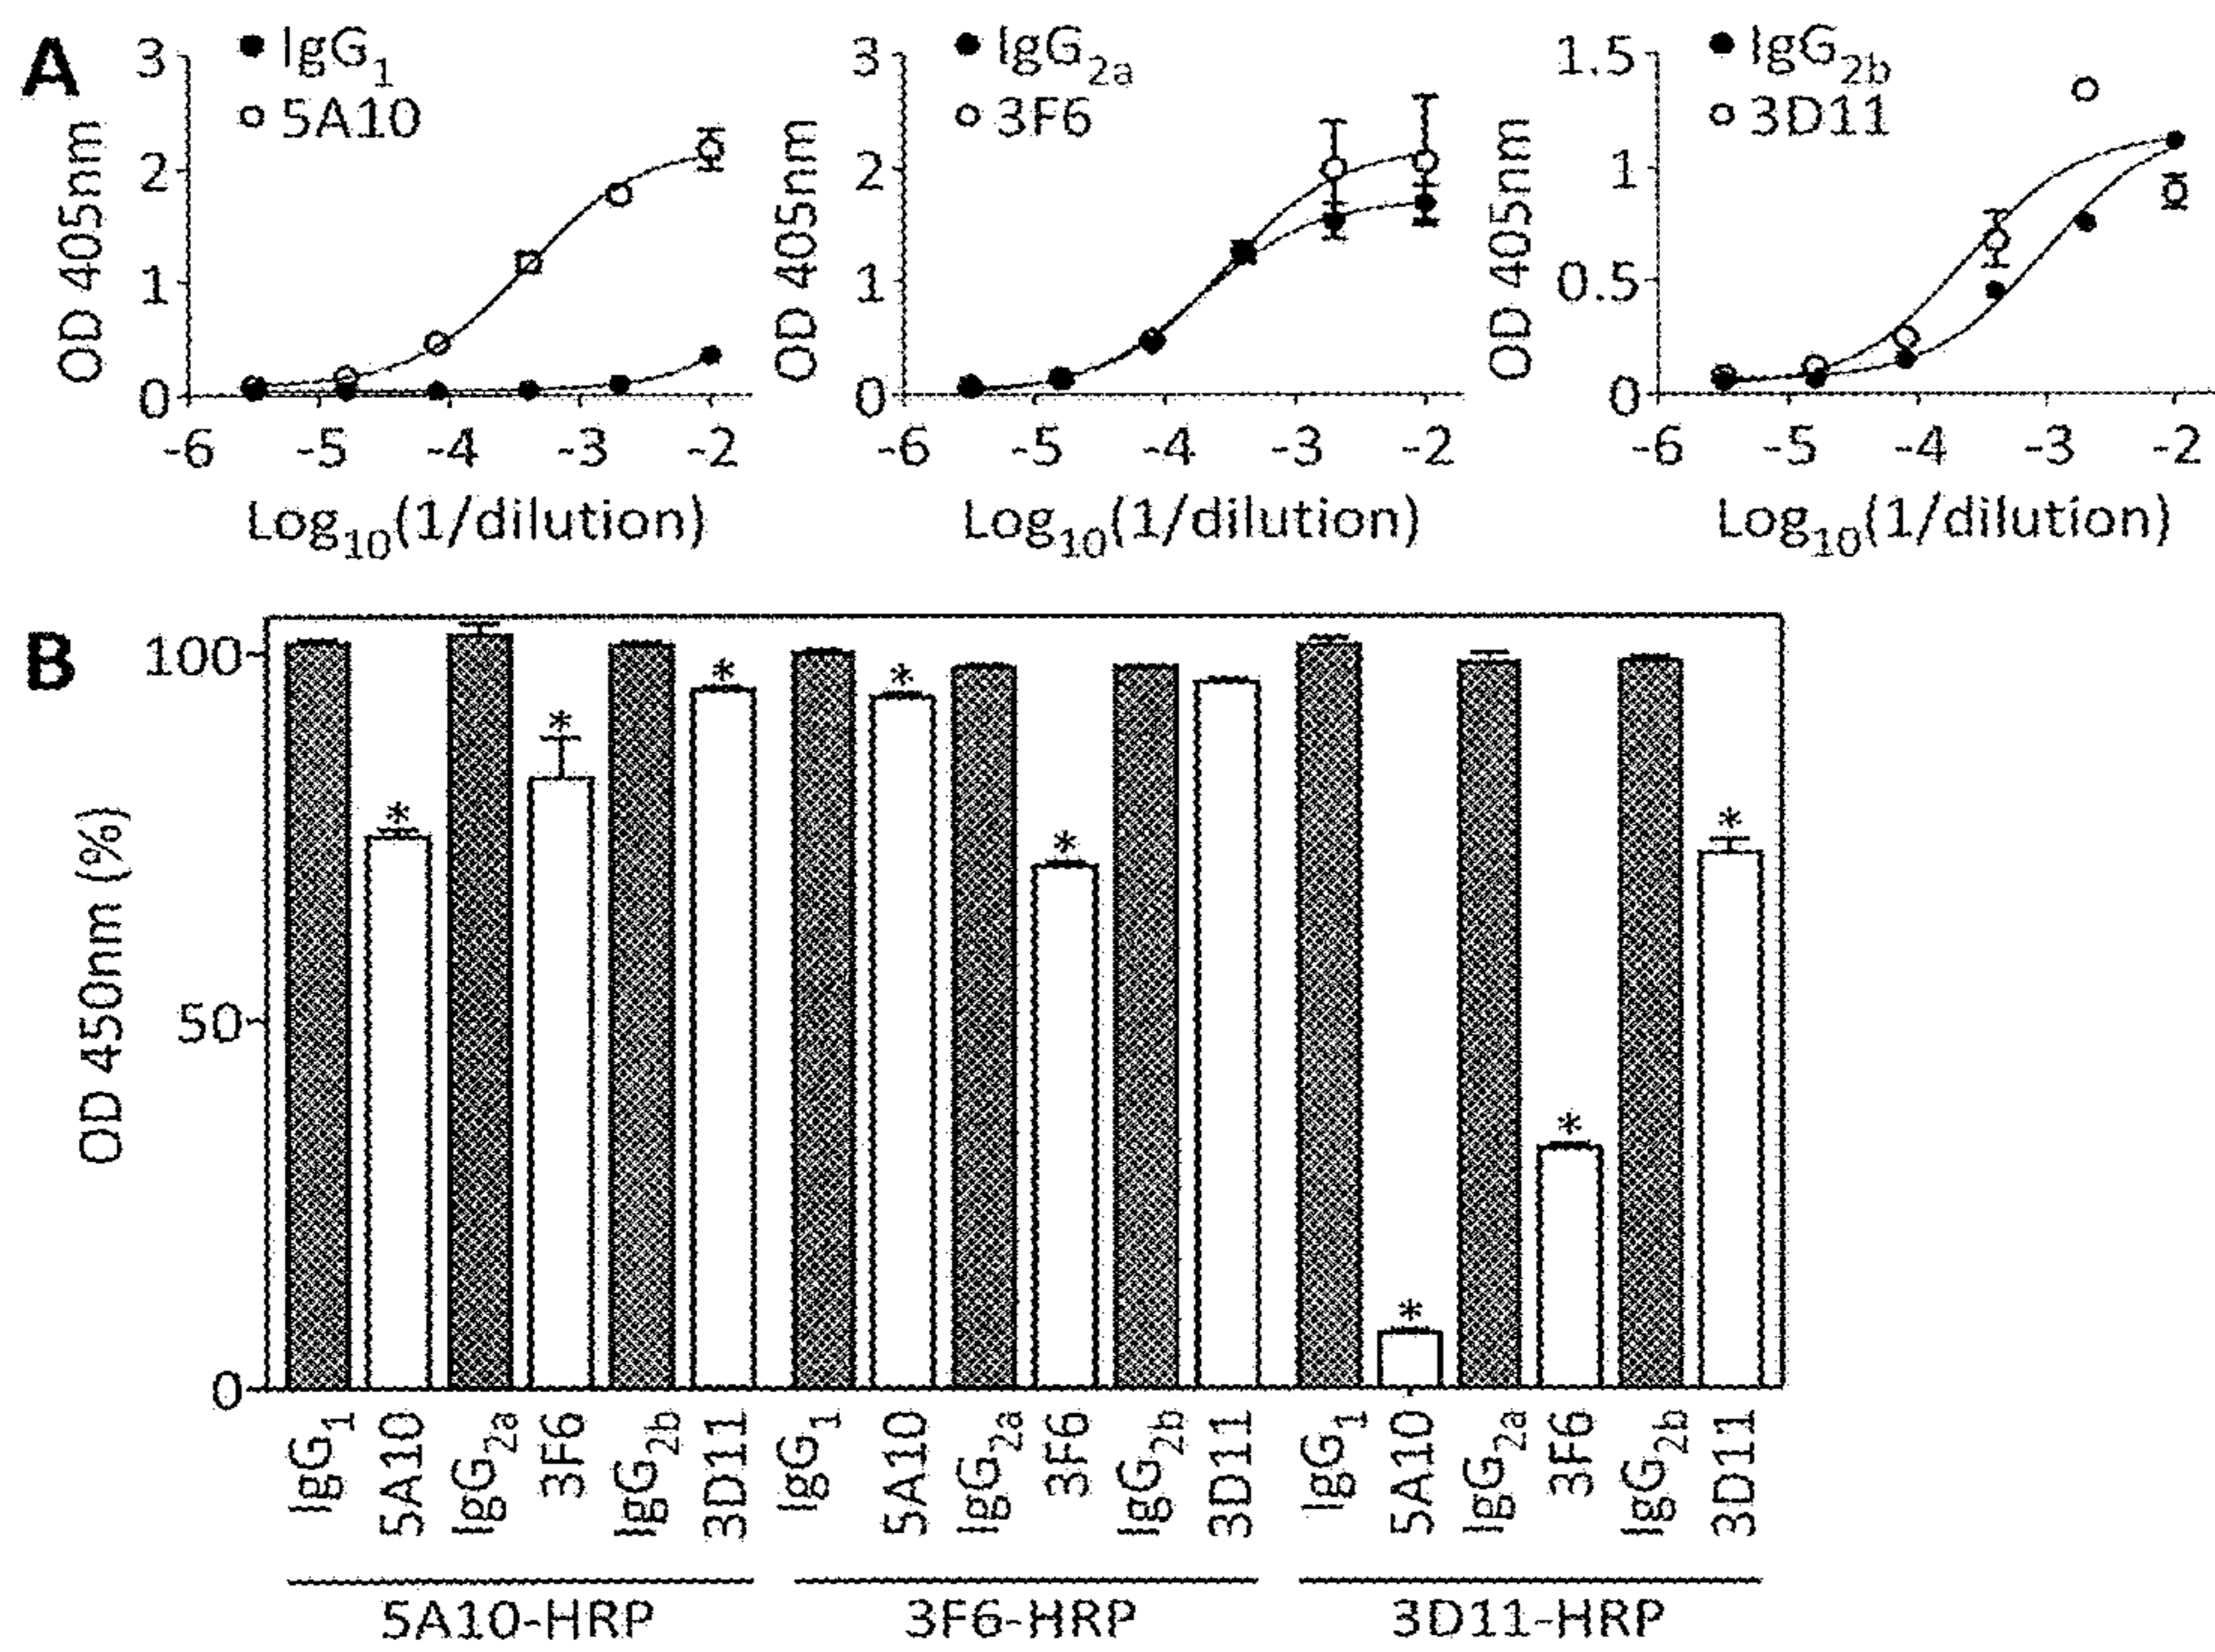 A
IgG1
5A10
3
2
1
0
OD 405nm
-6 -5 -4 -3 -2
Log10(1/dilution)
IgG2a
3F6
3
2
1
0
OD 405nm
-6 -5 -4 -3 -2
Log10(1/dilution)
IgG2b
3D11
1.5
1
0.5
0
OD 405nm
-6 -5 -4 -3 -2
Log10(1/dilution)
B
100
50
0
OD 450nm (%)
* * * * * * * *
IgG1 5A10 IgG2a 3F6 IgG2b 3D11 IgG1 5A10 IgG2a 3F6 IgG2b 3D11 IgG1 5A10 IgG2a 3F6 IgG2b 3D11
5A10-HRP 3F6-HRP 3D11-HRP